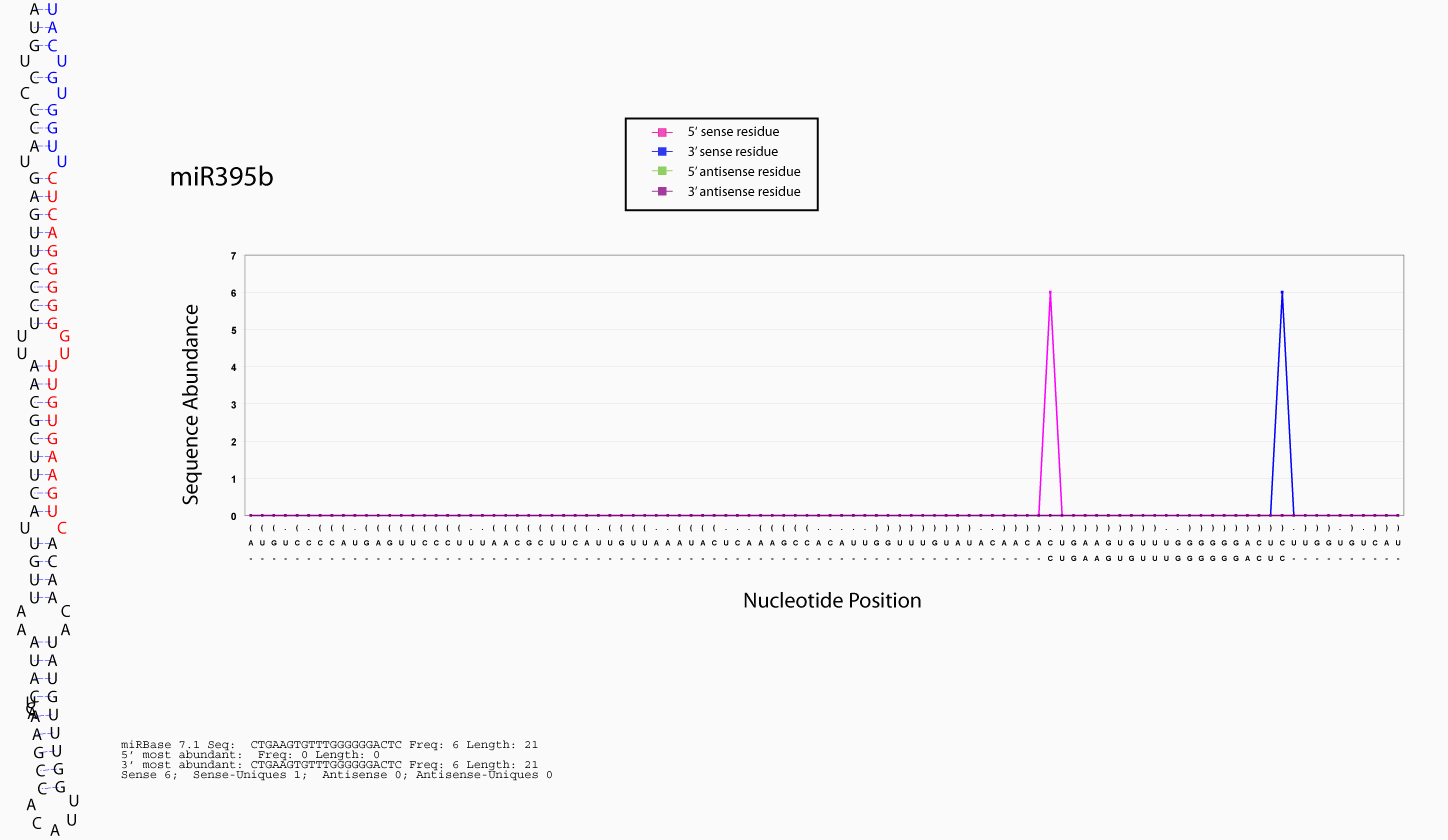 miR395b
5' sense residue
3' sense residue
5' antisense residue
3' antisense residue
7
6
5
4
3
2
1
0
Sequence Abundance
( ( ( . ( . ( ( ( . ( ( ( ( ( ( ( ( ( . . ( ( ( ( ( ( ( ( . ( ( ( ( . . ( ( ( ( . . . ( ( ( ( ( . . . . . ) ) ) ) ) ) ) ) ) . . ) ) ) ) . ) ) ) ) ) ) ) ) . . ) ) ) ) ) ) ) ) ) . ) ) ) . ) . ) ) )
A U G U C C C A U G A G U U C C C U U U A A C G C U U C A U U G U U A A A U A C U C A A A G C C A C A U U G G U U U G U A U A C A A C A C U G A A G U G U U U G G G G G G A C U C U U G G U G U C A U
- - - - - - - - - - - - - - - - - - - - - - - - - - - - - - - - - - - - - - - - - - - - - - - - - - - - - - - - - - - - - - - - - - - - - C U G A A G U G U U U G G G G G G A C U C - - - - - - - - - -
Nucleotide Position
miRBase 7.1 Seq: CTGAAGTGTTTGGGGGGACTC Freq: 6 Length: 21
5' most abundant: Freq: 0 Length: 0
3' most abundant: CTGAAGTGTTTGGGGGGACTC Freq: 6 Length: 21
Sense 6; Sense-Uniques 1; Antisense 0; Antisense-Uniques 0
A U
U A
G C
U U
C G
C U
C G
C G
A U
U U
G C
A U
G C
U A
U G
C G
C G
C G
U G
U G
U U
A U
A U
C G
G U
C G
U A
U A
C G
A U
U C
U A
G C
U A
U A
A C
A A
A U
U A
A U
C G
A U
A U
G U
C G
C G
A U
C U
A